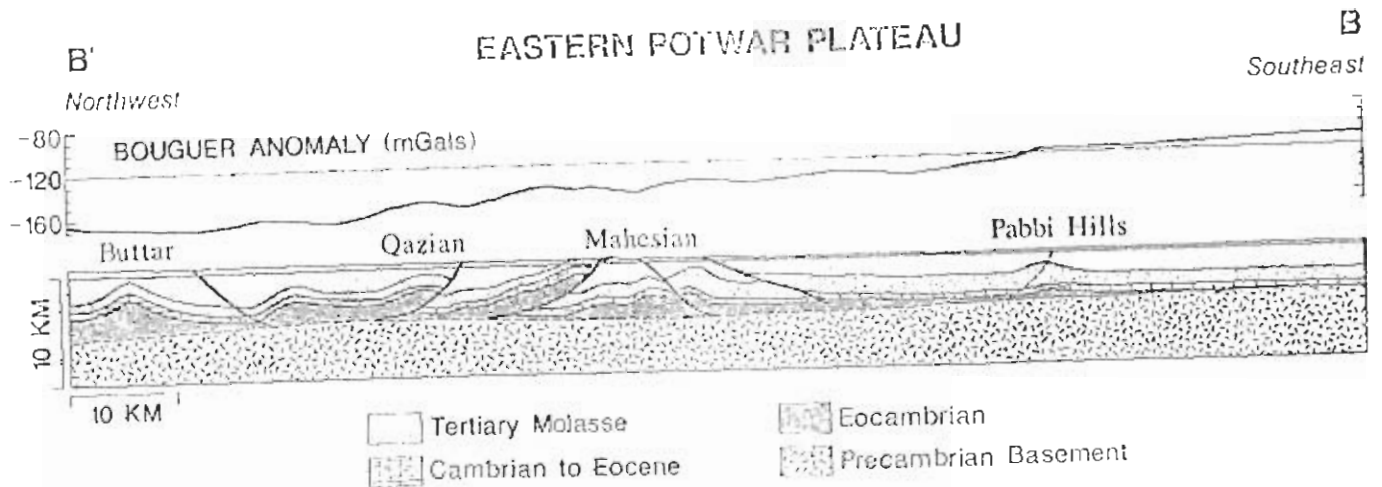 B'
EASTERN POTWAR PLATEAU
B
Northwest
Southeast
-80
BOUGUER ANOMALY (mGals)
-120
-160
Buttar
Qazian
Mahesian
Pabbi Hills
10 KM
10 KM
Tertiary Molasse
Eocambrian
Cambrian to Eocene
Precambrian Basement